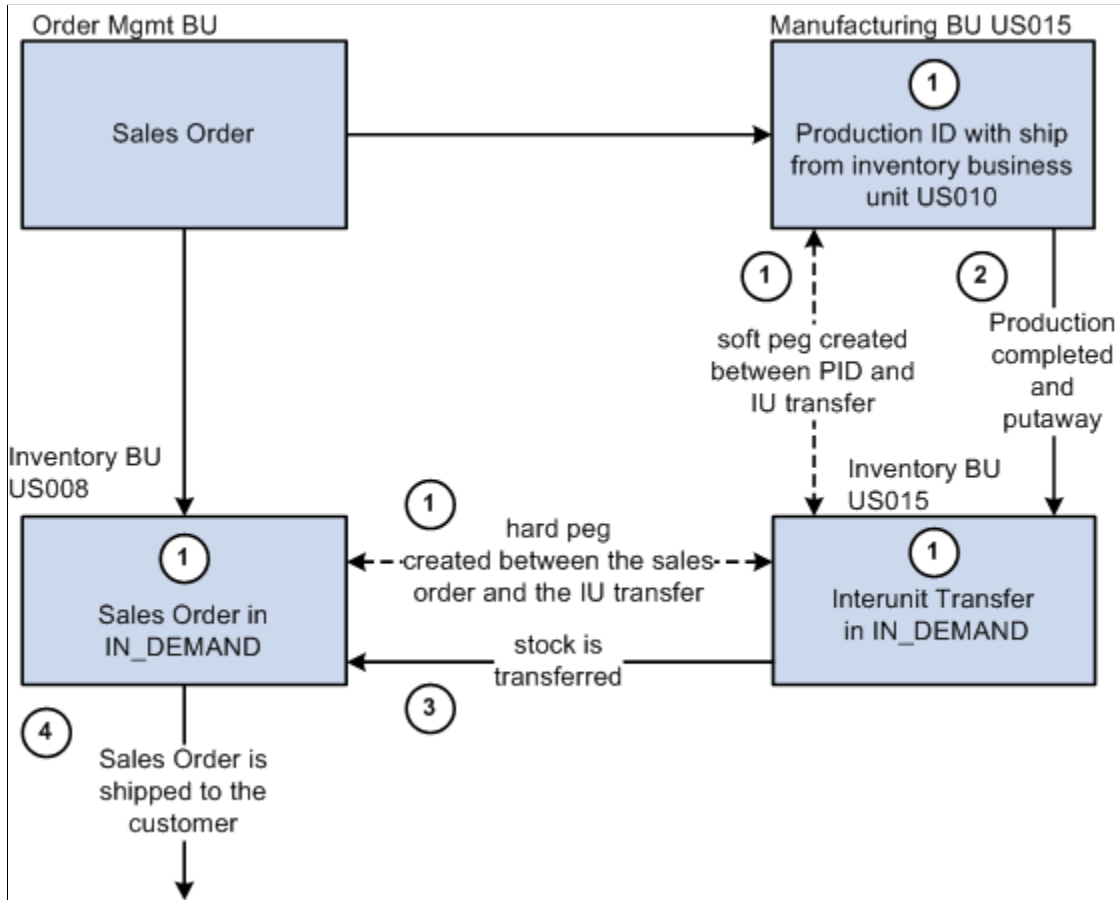 Order Mgmt BU
Manufacturing BU US015
Sales Order
1
Production ID with ship
from inventory business
unit US010
1
soft peg created
between PID and
IU transfer
2
Production
completed
and
putaway
Inventory BU
US008
Inventory BU
US015
1
Sales Order in
IN_DEMAND
1
hard peg
created between the sales
order and the IU transfer
1
Interunit Transfer
in IN_DEMAND
stock is
transferred
3
4
Sales Order is
shipped to the
customer